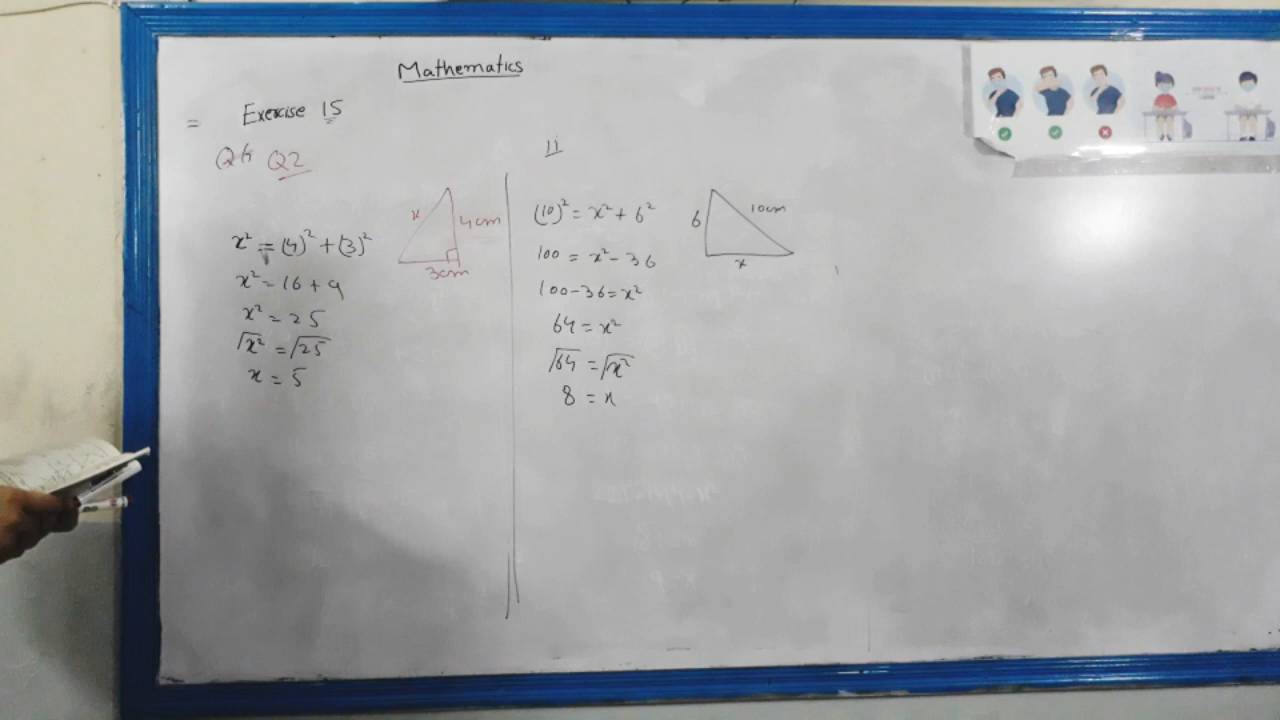 Mathematics
= Exercise 15
Q2
x
4cm
3cm
x² = (4)² + (3)²
x² = 16 + 9
x² = 25
√x² = √25
x = 5
ii
(10)² = x² + 6²
100 = x² - 36
100-36 = x²
64 = x²
√64 = √x²
8 = x
6
10cm
x